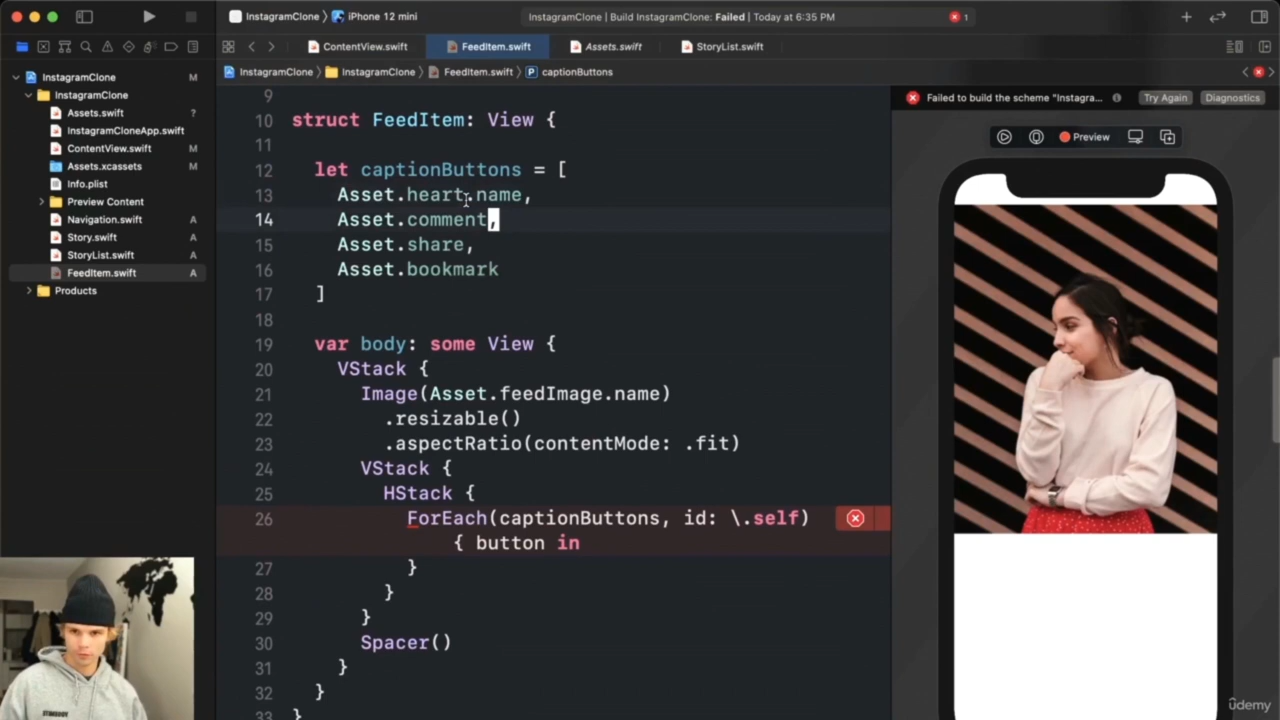 InstagramClone
iPhone 12 mini
InstagramClone | Build InstagramClone: Failed | Today at 6:35 PM
1
ContentView.swift
FeedItem.swift
Assets.swift
StoryList.swift
InstagramClone
InstagramClone
FeedItem.swift
P
captionButtons
InstagramClone M
InstagramClone
Assets.swift ?
InstagramCloneApp.swift
ContentView.swift M
Assets.xcassets M
Info.plist
Preview Content
Navigation.swift A
Story.swift A
StoryList.swift A
FeedItem.swift A
Products
9
10 struct FeedItem: View {
11
12 let captionButtons = [
13 Asset.heart.name,
14 Asset.comment,
15 Asset.share,
16 Asset.bookmark
17 ]
18
19 var body: some View {
20 VStack {
21 Image(Asset.feedImage.name)
22 .resizable()
23 .aspectRatio(contentMode: .fit)
24 VStack {
25 HStack {
26 ForEach(captionButtons, id: \.self)
{ button in
27 }
28 }
29 }
30 Spacer()
31 }
32 }
33 }
Failed to build the scheme "Instagra...
Try Again
Diagnostics
Preview
ûdemy